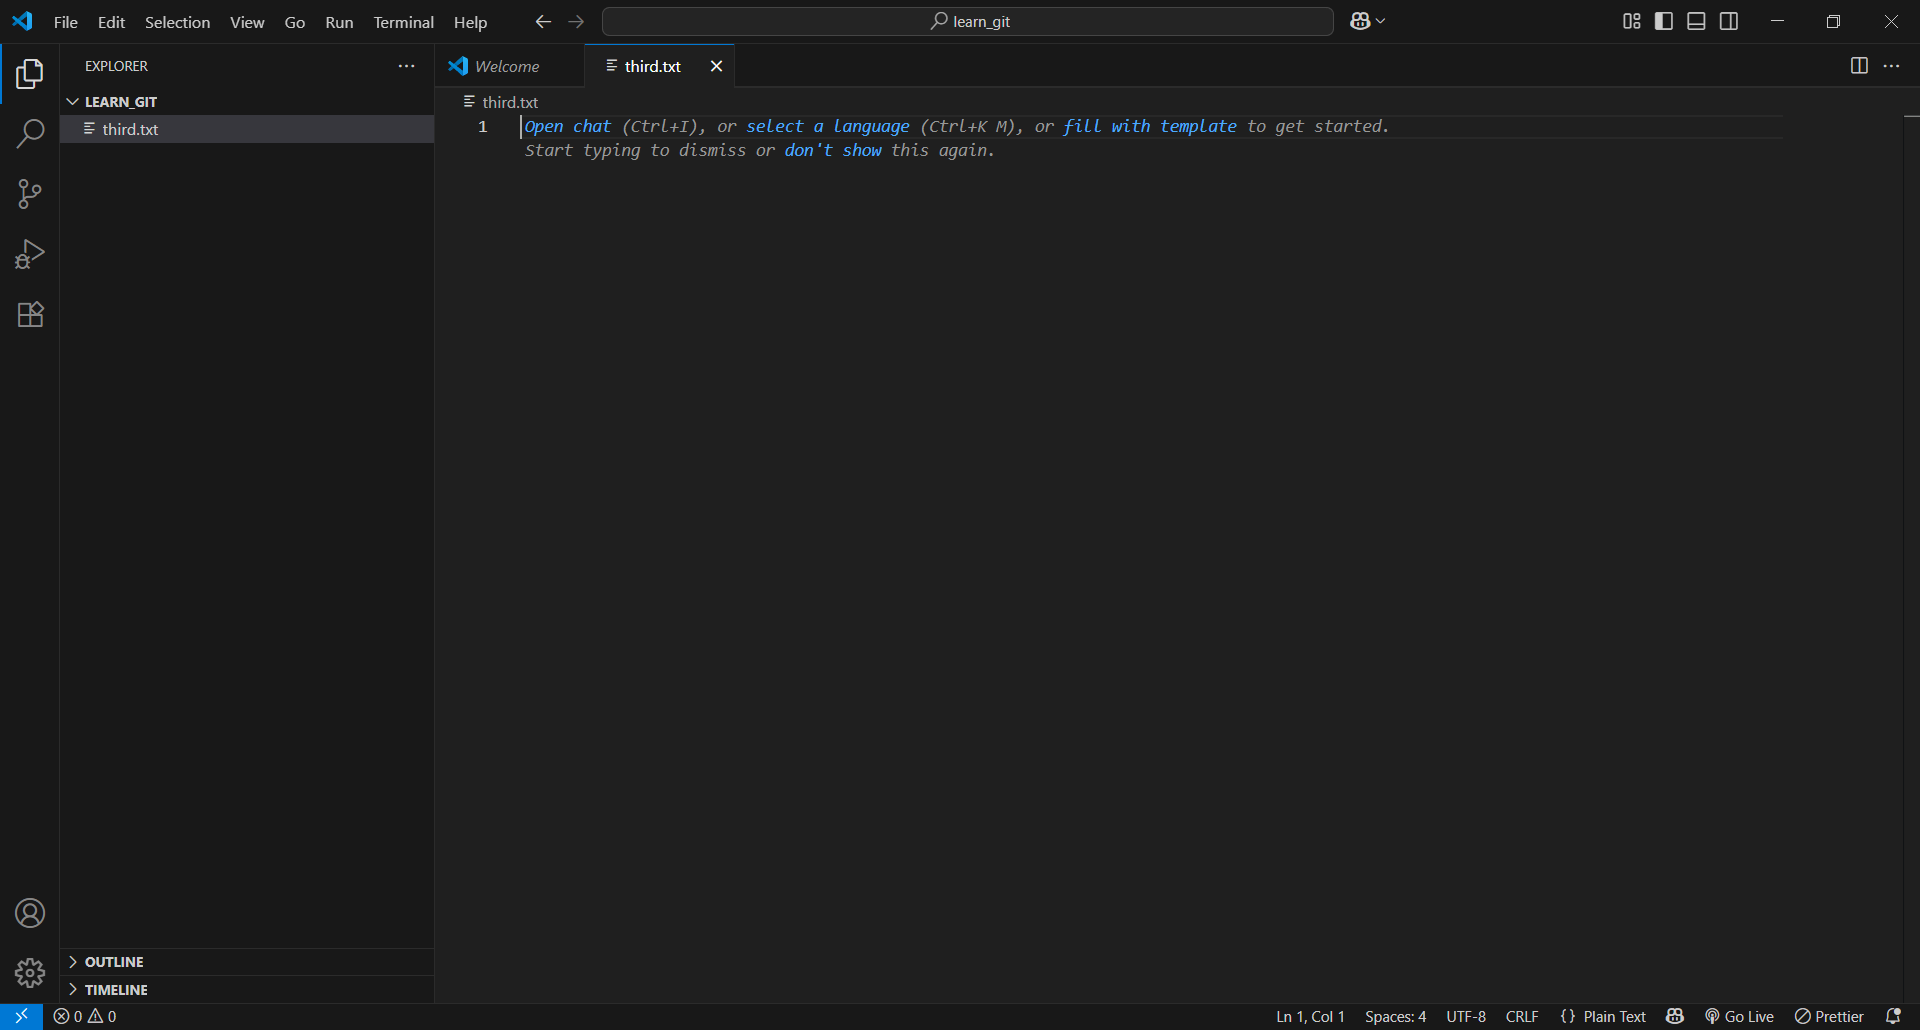 File Edit Selection View Go Run Terminal Help learn_git
EXPLORER
Welcome third.txt
LEARN_GIT
third.txt
third.txt
1 Open chat (Ctrl+I), or select a language (Ctrl+K M), or fill with template to get started.
Start typing to dismiss or don't show this again.
OUTLINE
TIMELINE
0 0 Ln 1, Col 1 Spaces: 4 UTF-8 CRLF {} Plain Text Go Live Prettier